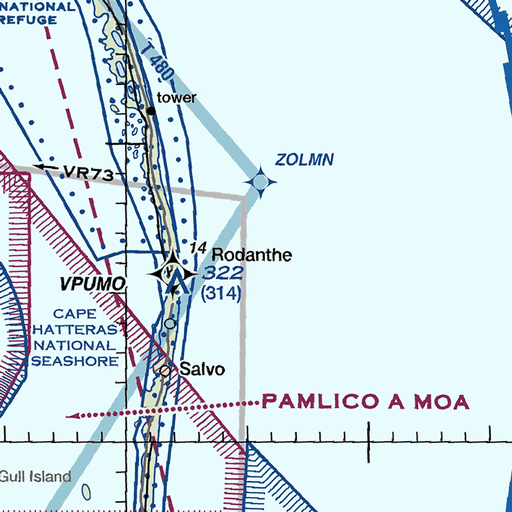 NATIONAL
REFUGE
T 480
tower
ZOLMN
VR73
14
Rodanthe
322
(314)
VPUMO
CAPE
HATTERAS
NATIONAL
SEASHORE
Salvo
PAMLICO A MOA
Gull Island